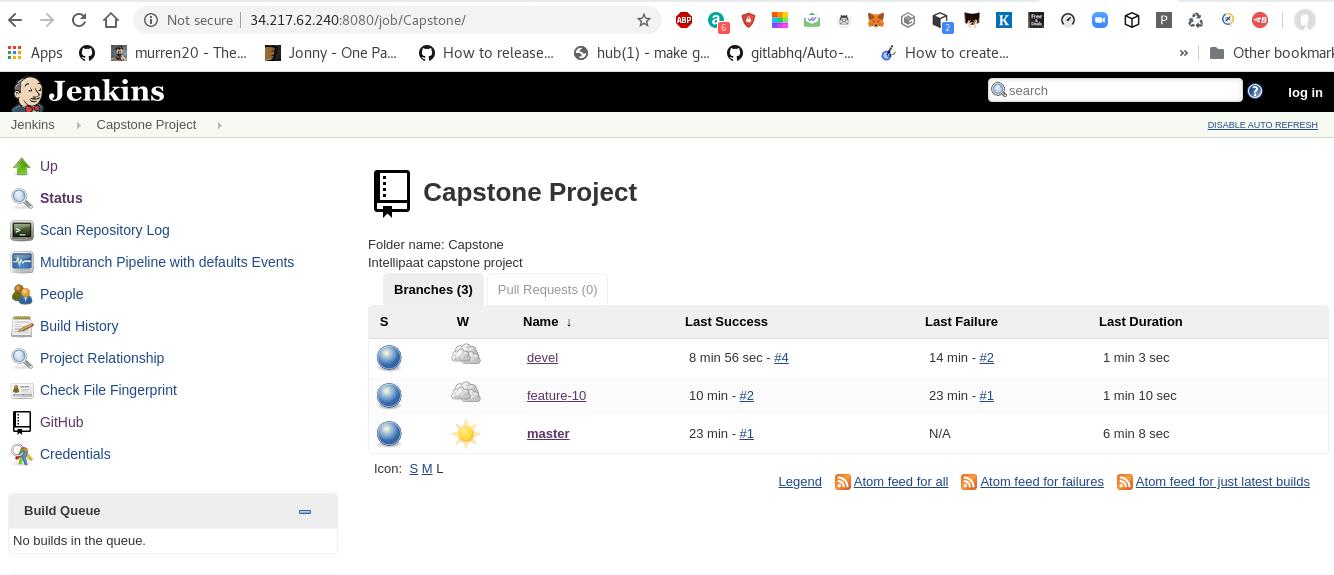 Not secure | 34.217.62.240:8080/job/Capstone/
ABP 6 K Free 2 P
Apps murren20 - The... Jonny - One Pa... How to release... hub(1) - make g... gitlabhq/Auto-... How to create... » Other bookmark
Jenkins search ? log in
Jenkins Capstone Project DISABLE AUTO REFRESH
Up
Status
Scan Repository Log
Multibranch Pipeline with defaults Events
People
Build History
Project Relationship
Check File Fingerprint
GitHub
Credentials
Build Queue
No builds in the queue.
Capstone Project
Folder name: Capstone
Intellipaat capstone project
Branches (3) Pull Requests (0)
S W Name ↓ Last Success Last Failure Last Duration
devel 8 min 56 sec - #4 14 min - #2 1 min 3 sec
feature-10 10 min - #2 23 min - #1 1 min 10 sec
master 23 min - #1 N/A 6 min 8 sec
Icon: S M L
Legend Atom feed for all Atom feed for failures Atom feed for just latest builds